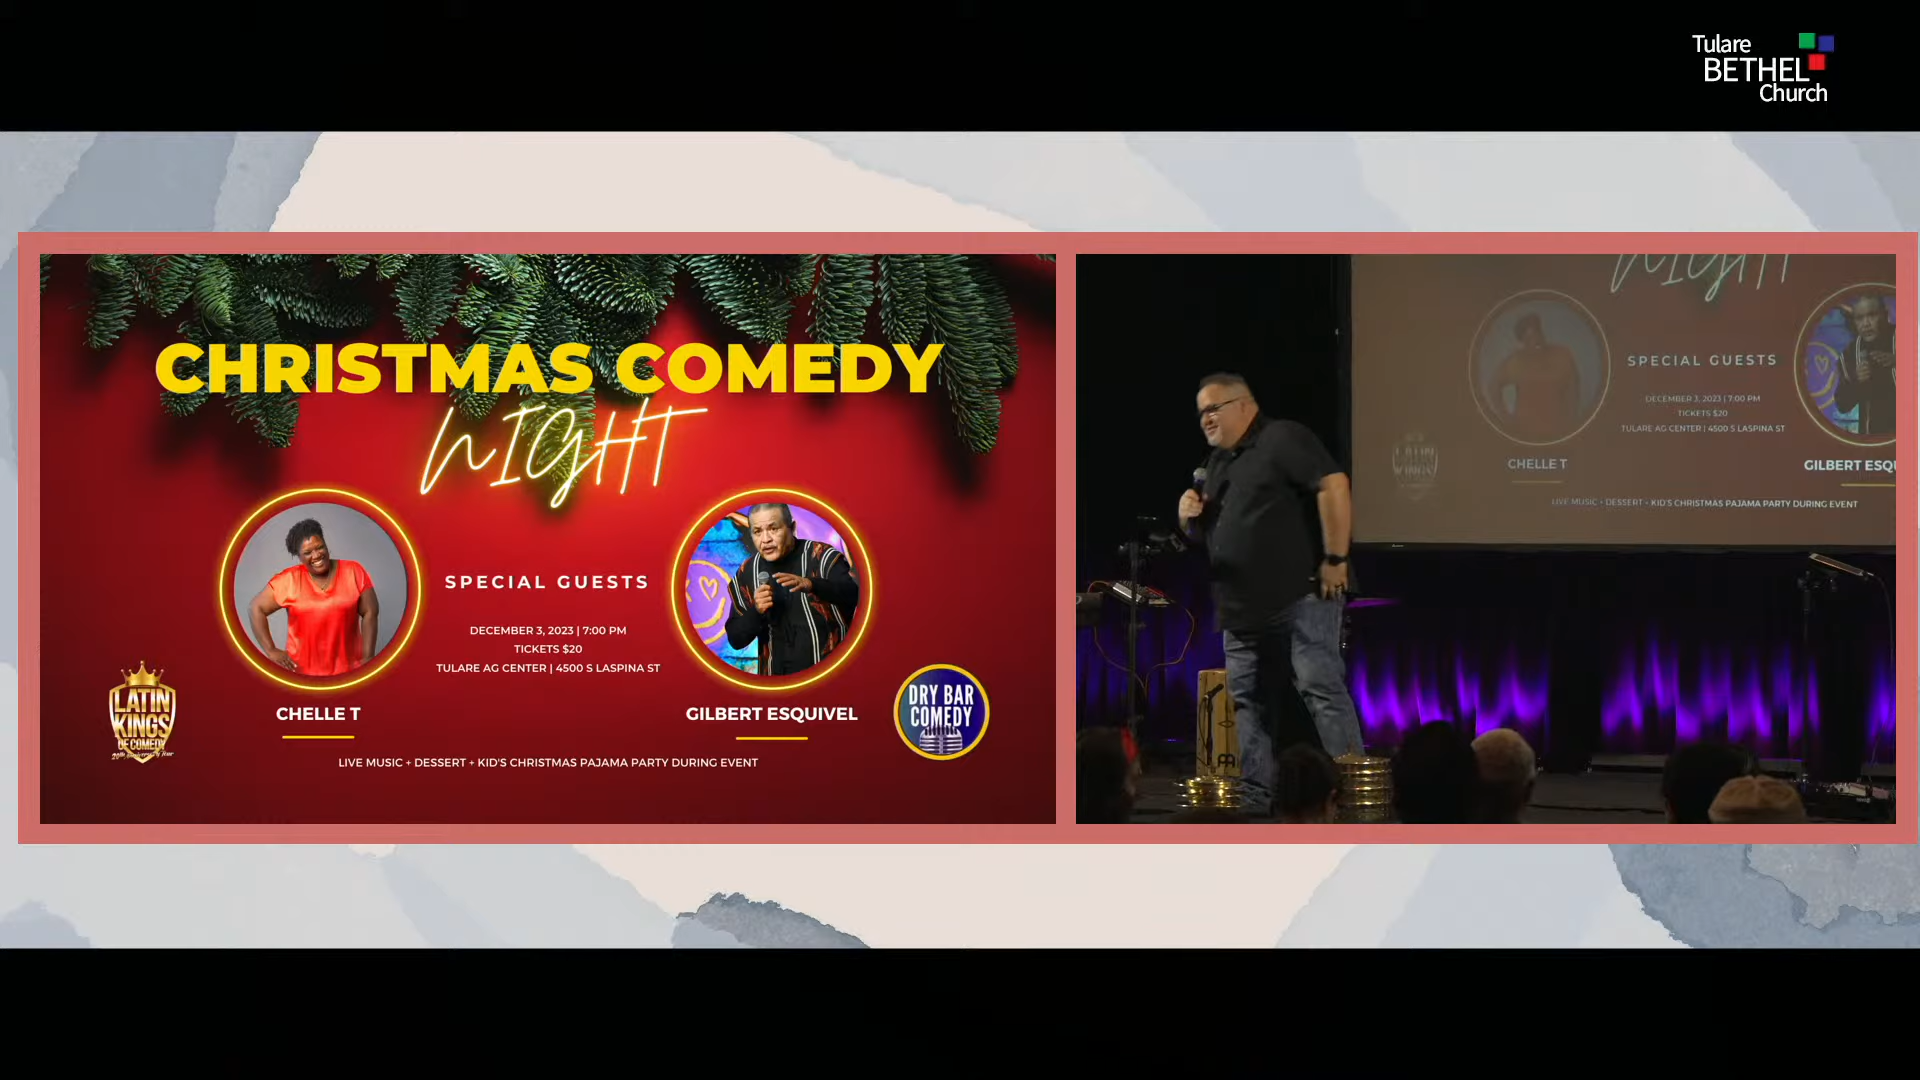 Tulare
BETHEL
Church
CHRISTMAS COMEDY
NIGHT
SPECIAL GUESTS
DECEMBER 3, 2023 | 7:00 PM
TICKETS $20
TULARE AG CENTER | 4500 S LASPINA ST
LATIN
KINGS
OF COMEDY
CHELLE T
GILBERT ESQUIVEL
DRY BAR
COMEDY
LIVE MUSIC + DESSERT + KID'S CHRISTMAS PAJAMA PARTY DURING EVENT
NIGHT
SPECIAL GUESTS
DECEMBER 3, 2023 | 7:00 PM
TICKETS $20
TULARE AG CENTER | 4500 S LASPINA ST
LATIN
KINGS
CHELLE T
GILBERT ESQU
LIVE MUSIC + DESSERT + KID'S CHRISTMAS PAJAMA PARTY DURING EVENT